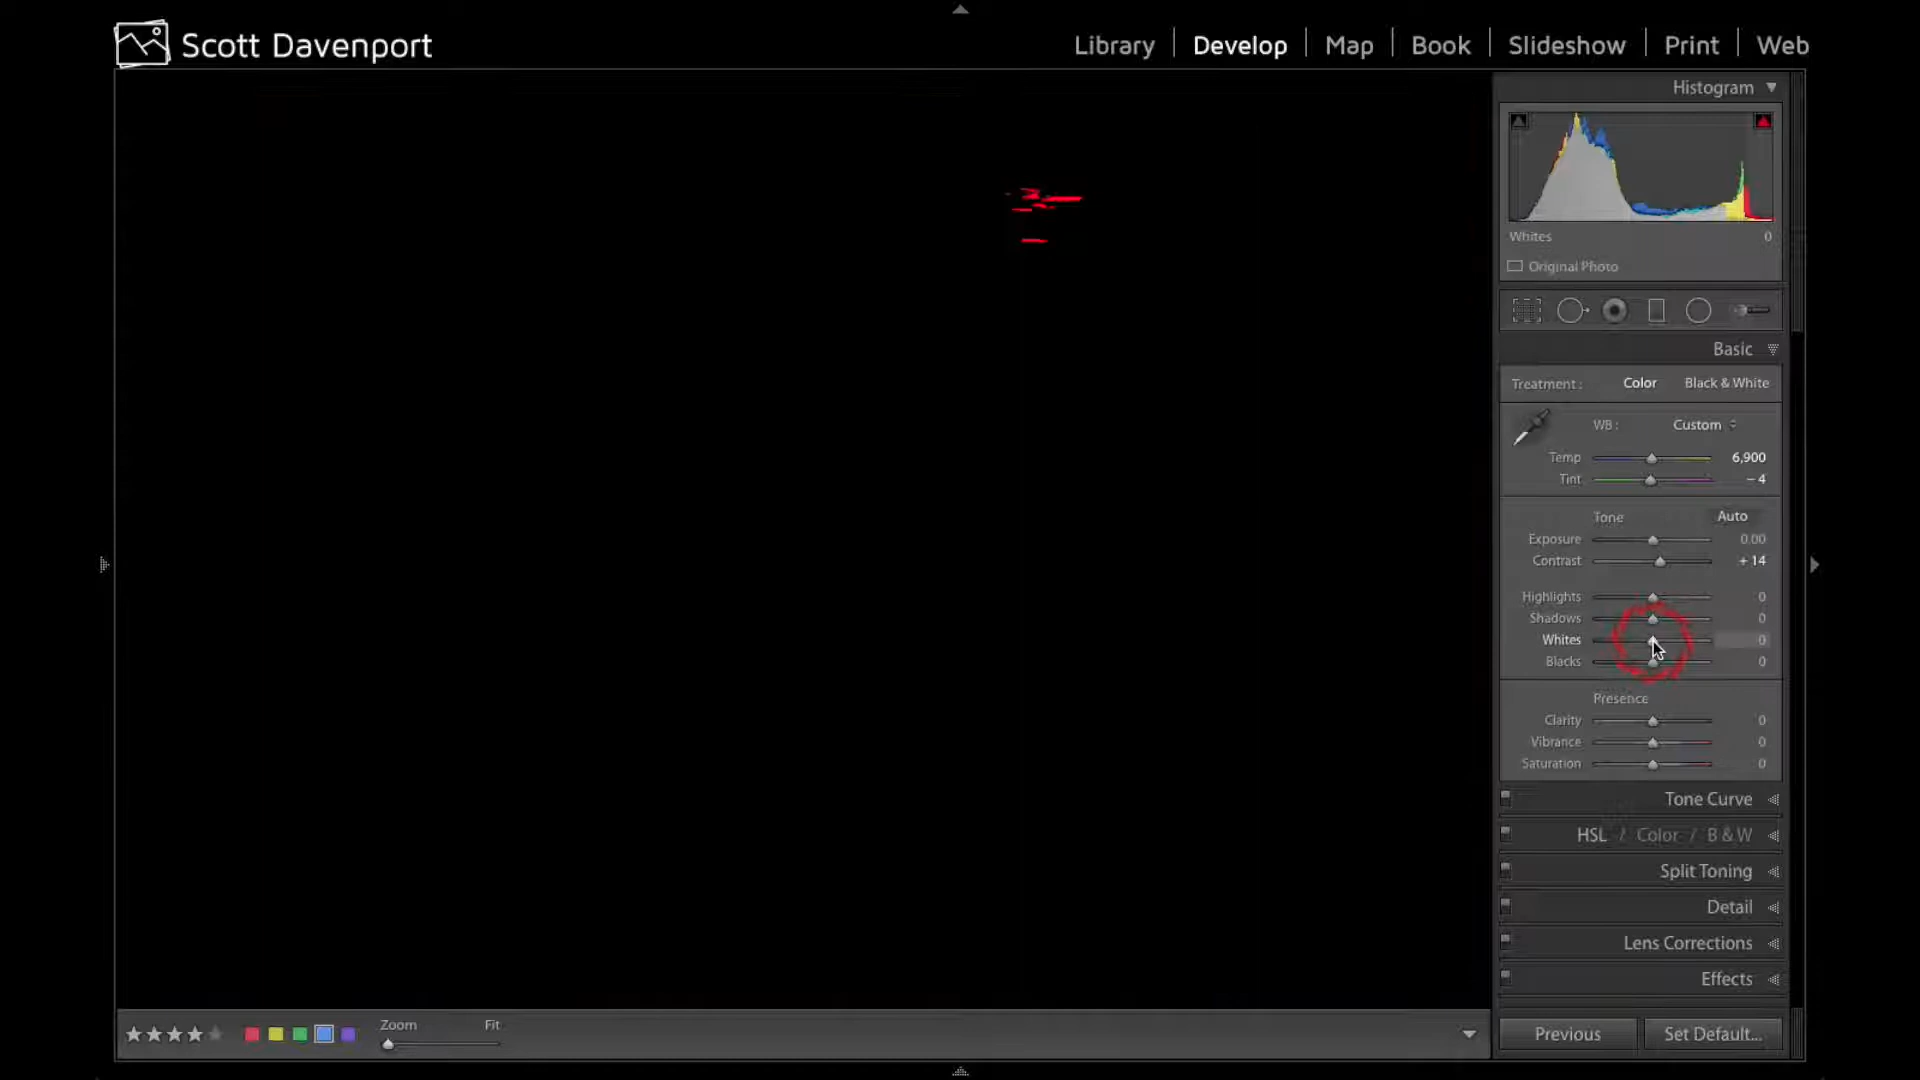 Scott Davenport
Library Develop Map Book Slideshow Print Web
Histogram
Whites 0
Original Photo
Basic
Treatment : Color Black & White
WB : Custom
Temp 6,900
Tint – 4
Tone Auto
Exposure 0.00
Contrast + 14
Highlights 0
Shadows 0
Whites 0
Blacks 0
Presence
Clarity 0
Vibrance 0
Saturation 0
Tone Curve
HSL / Color / B & W
Split Toning
Detail
Lens Corrections
Effects
Zoom Fit
Previous Set Default...